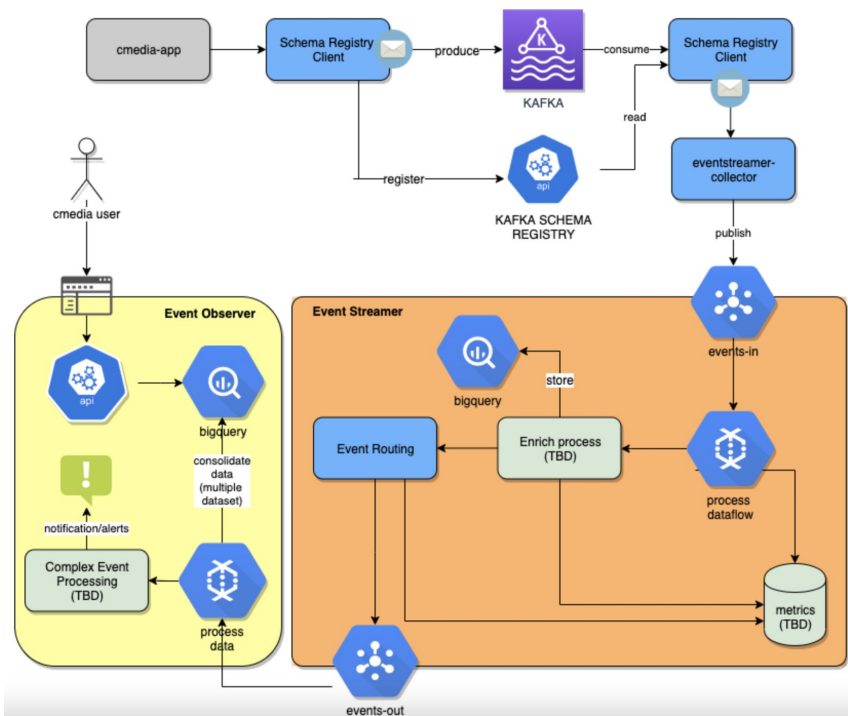 cmedia-app
Schema Registry
Client
produce
K
KAFKA
consume
Schema Registry
Client
read
register
api
KAFKA SCHEMA
REGISTRY
eventstreamer-
collector
publish
cmedia user
Event Observer
api
bigquery
consolidate
data
(multiple
dataset)
notification/alerts
Complex Event
Processing
(TBD)
process
data
Event Streamer
events-in
bigquery
store
Event Routing
Enrich process
(TBD)
process
dataflow
metrics
(TBD)
events-out